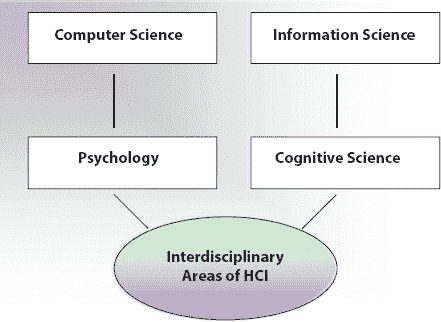 Computer Science
Information Science
Psychology
Cognitive Science
Interdisciplinary
Areas of HCI